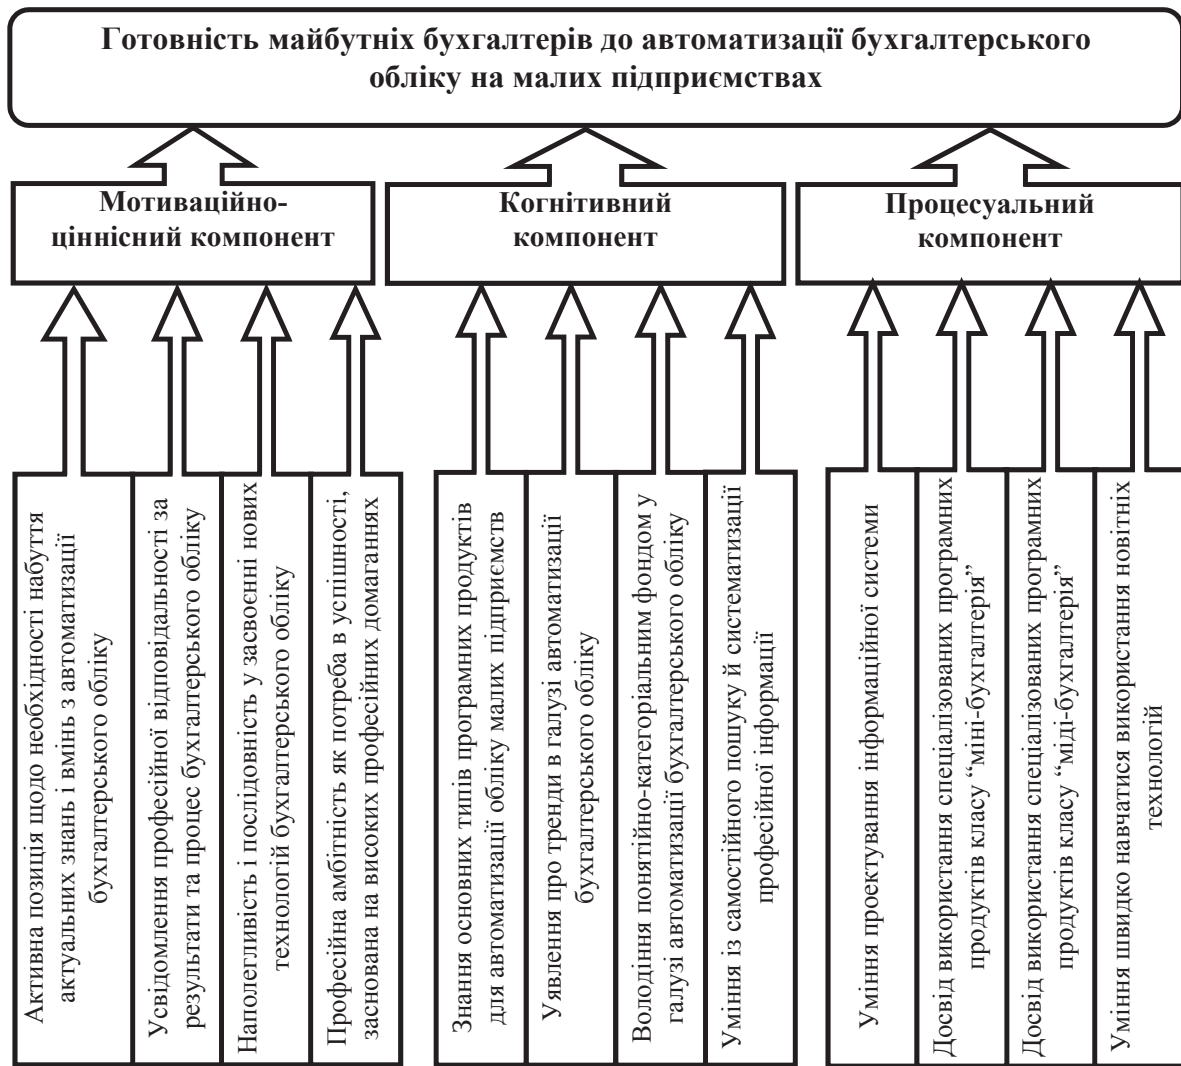 Готовність майбутніх бухгалтерів до автоматизації бухгалтерського
обліку на малих підприємствах
Мотиваційно-
ціннісний компонент
Когнітивний
компонент
Процесуальний
компонент
Активна позиція щодо необхідності набуття
актуальних знань і вмінь з автоматизації
бухгалтерського обліку
Усвідомлення професійної відповідальності за
результати та процес бухгалтерського обліку
Наполегливість і послідовність у засвоєнні нових
технологій бухгалтерського обліку
Професійна амбітність як потреба в успішності,
заснована на високих професійних домаганнях
Знання основних типів програмних продуктів
для автоматизації обліку малих підприємств
Уявлення про тренди в галузі автоматизації
бухгалтерського обліку
Володіння понятійно-категоріальним фондом у
галузі автоматизації бухгалтерського обліку
Уміння із самостійного пошуку й систематизації
професійної інформації
Уміння проектування інформаційної системи
Досвід використання спеціалізованих програмних
продуктів класу “міні-бухгалтерія”
Досвід використання спеціалізованих програмних
продуктів класу “міді-бухгалтерія”
Уміння швидко навчатися використання новітніх
технологій